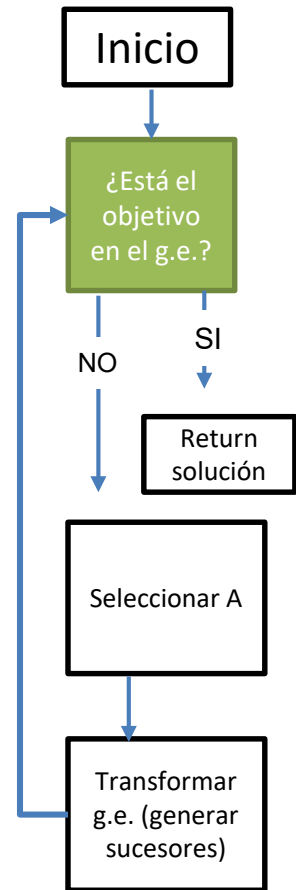 Inicio
¿Está el
objetivo
en el g.e.?
SI
NO
Return
solución
Seleccionar A
Transformar
g.e. (generar
sucesores)